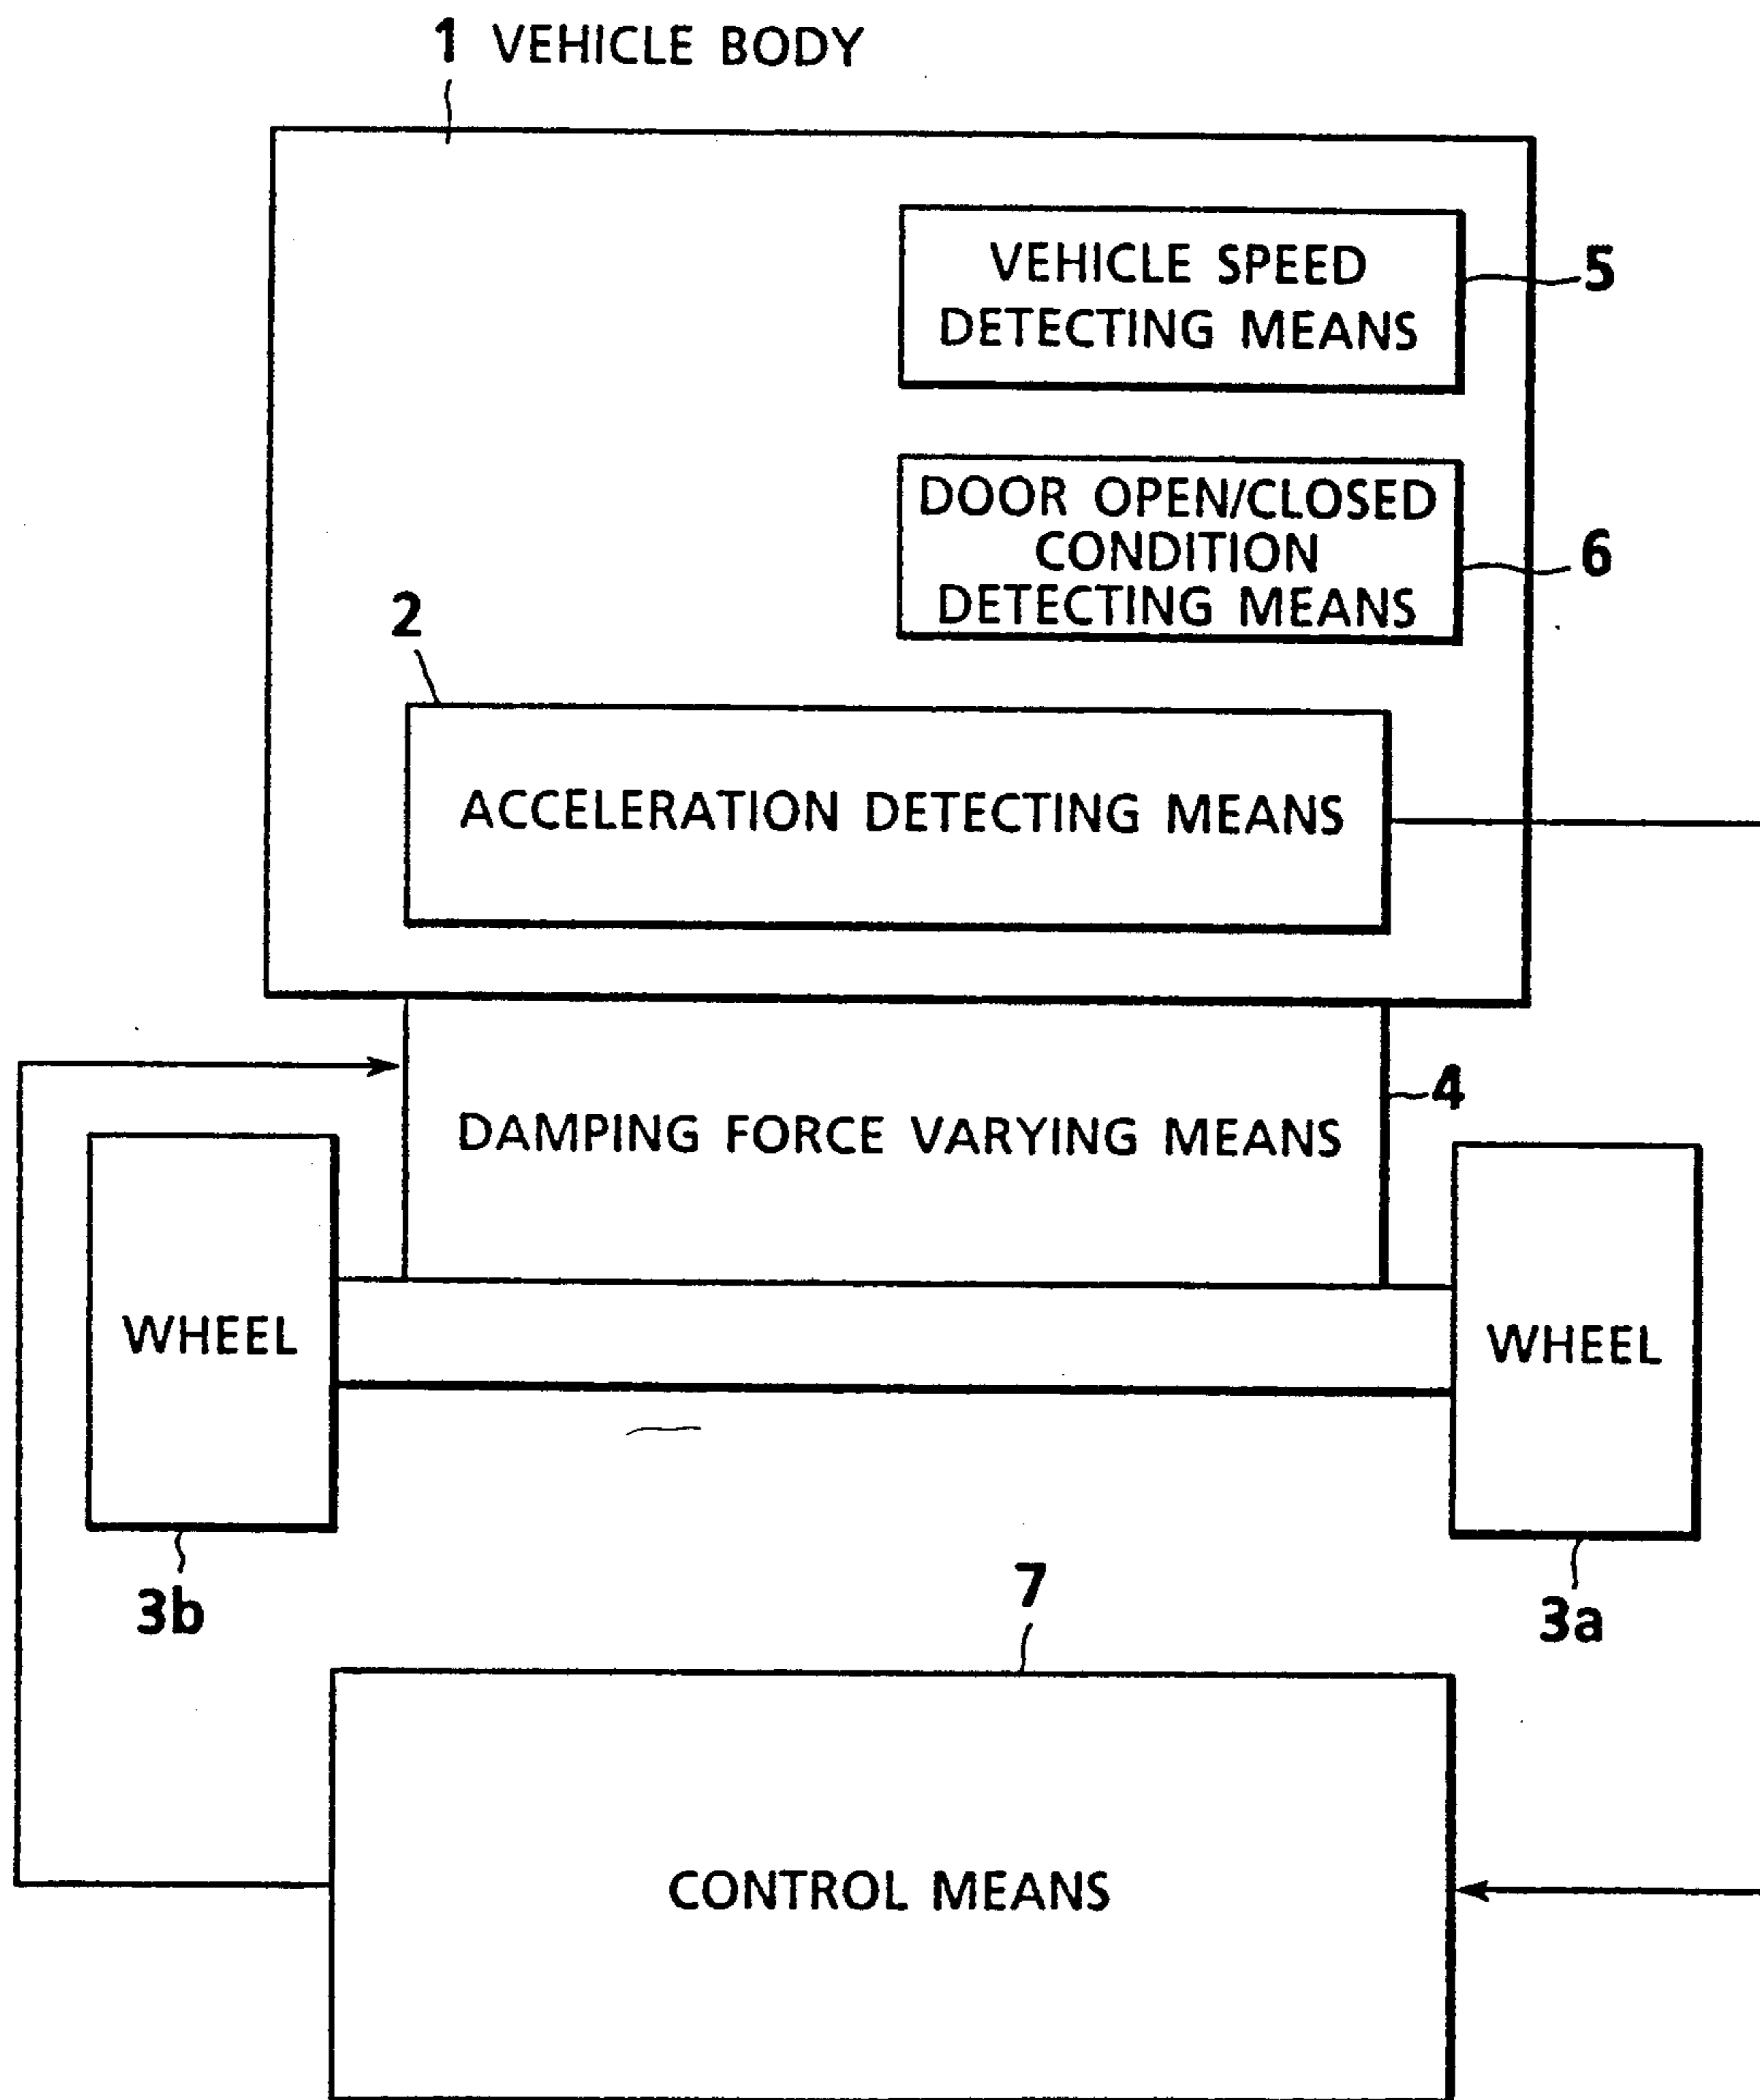 1 VEHICLE BODY
VEHICLE SPEED
DETECTING MEANS
5
DOOR OPEN/CLOSED
CONDITION
DETECTING MEANS
6
2
ACCELERATION DETECTING MEANS
4
DAMPING FORCE VARYING MEANS
WHEEL
WHEEL
3b
3a
7
CONTROL MEANS